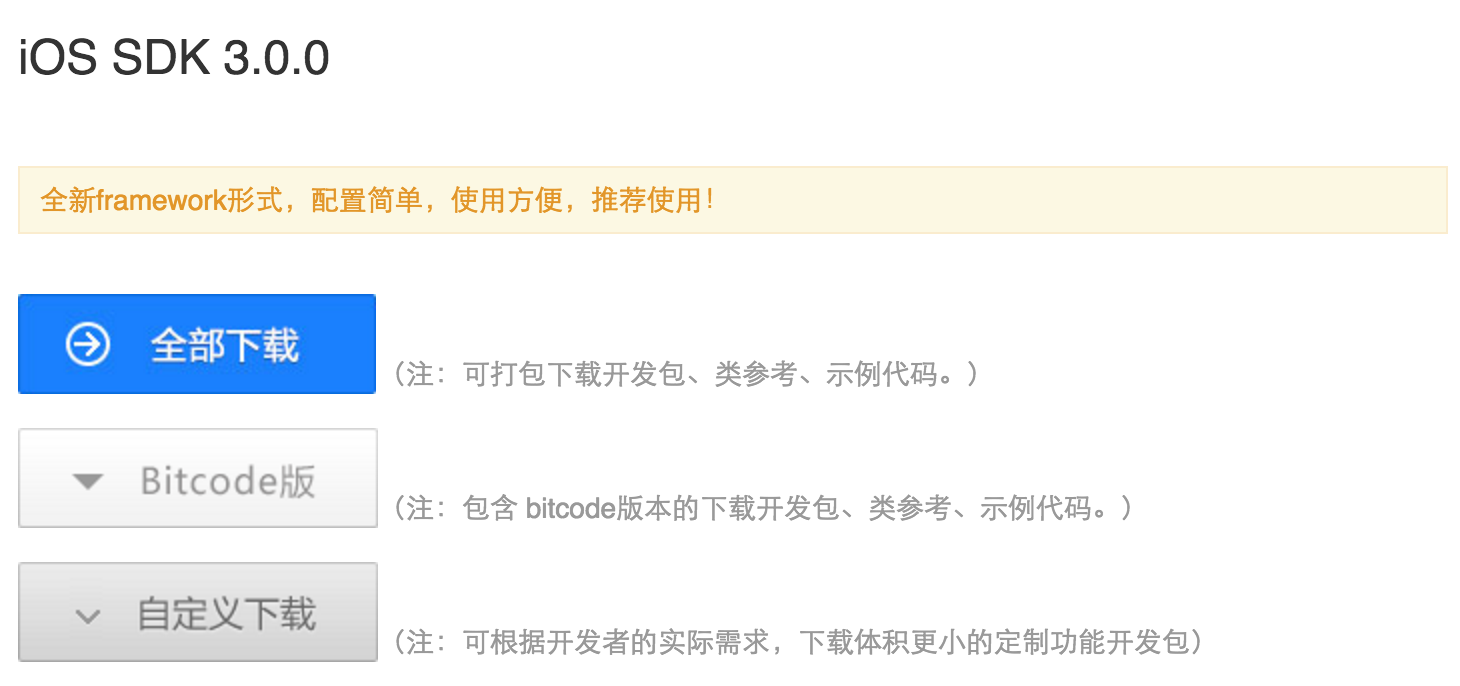 iOS SDK 3.0.0
全新framework形式，配置简单，使用方便，推荐使用！
全部下载
（注：可打包下载开发包、类参考、示例代码。）
Bitcode版
（注：包含 bitcode版本的下载开发包、类参考、示例代码。）
自定义下载
（注：可根据开发者的实际需求，下载体积更小的定制功能开发包）